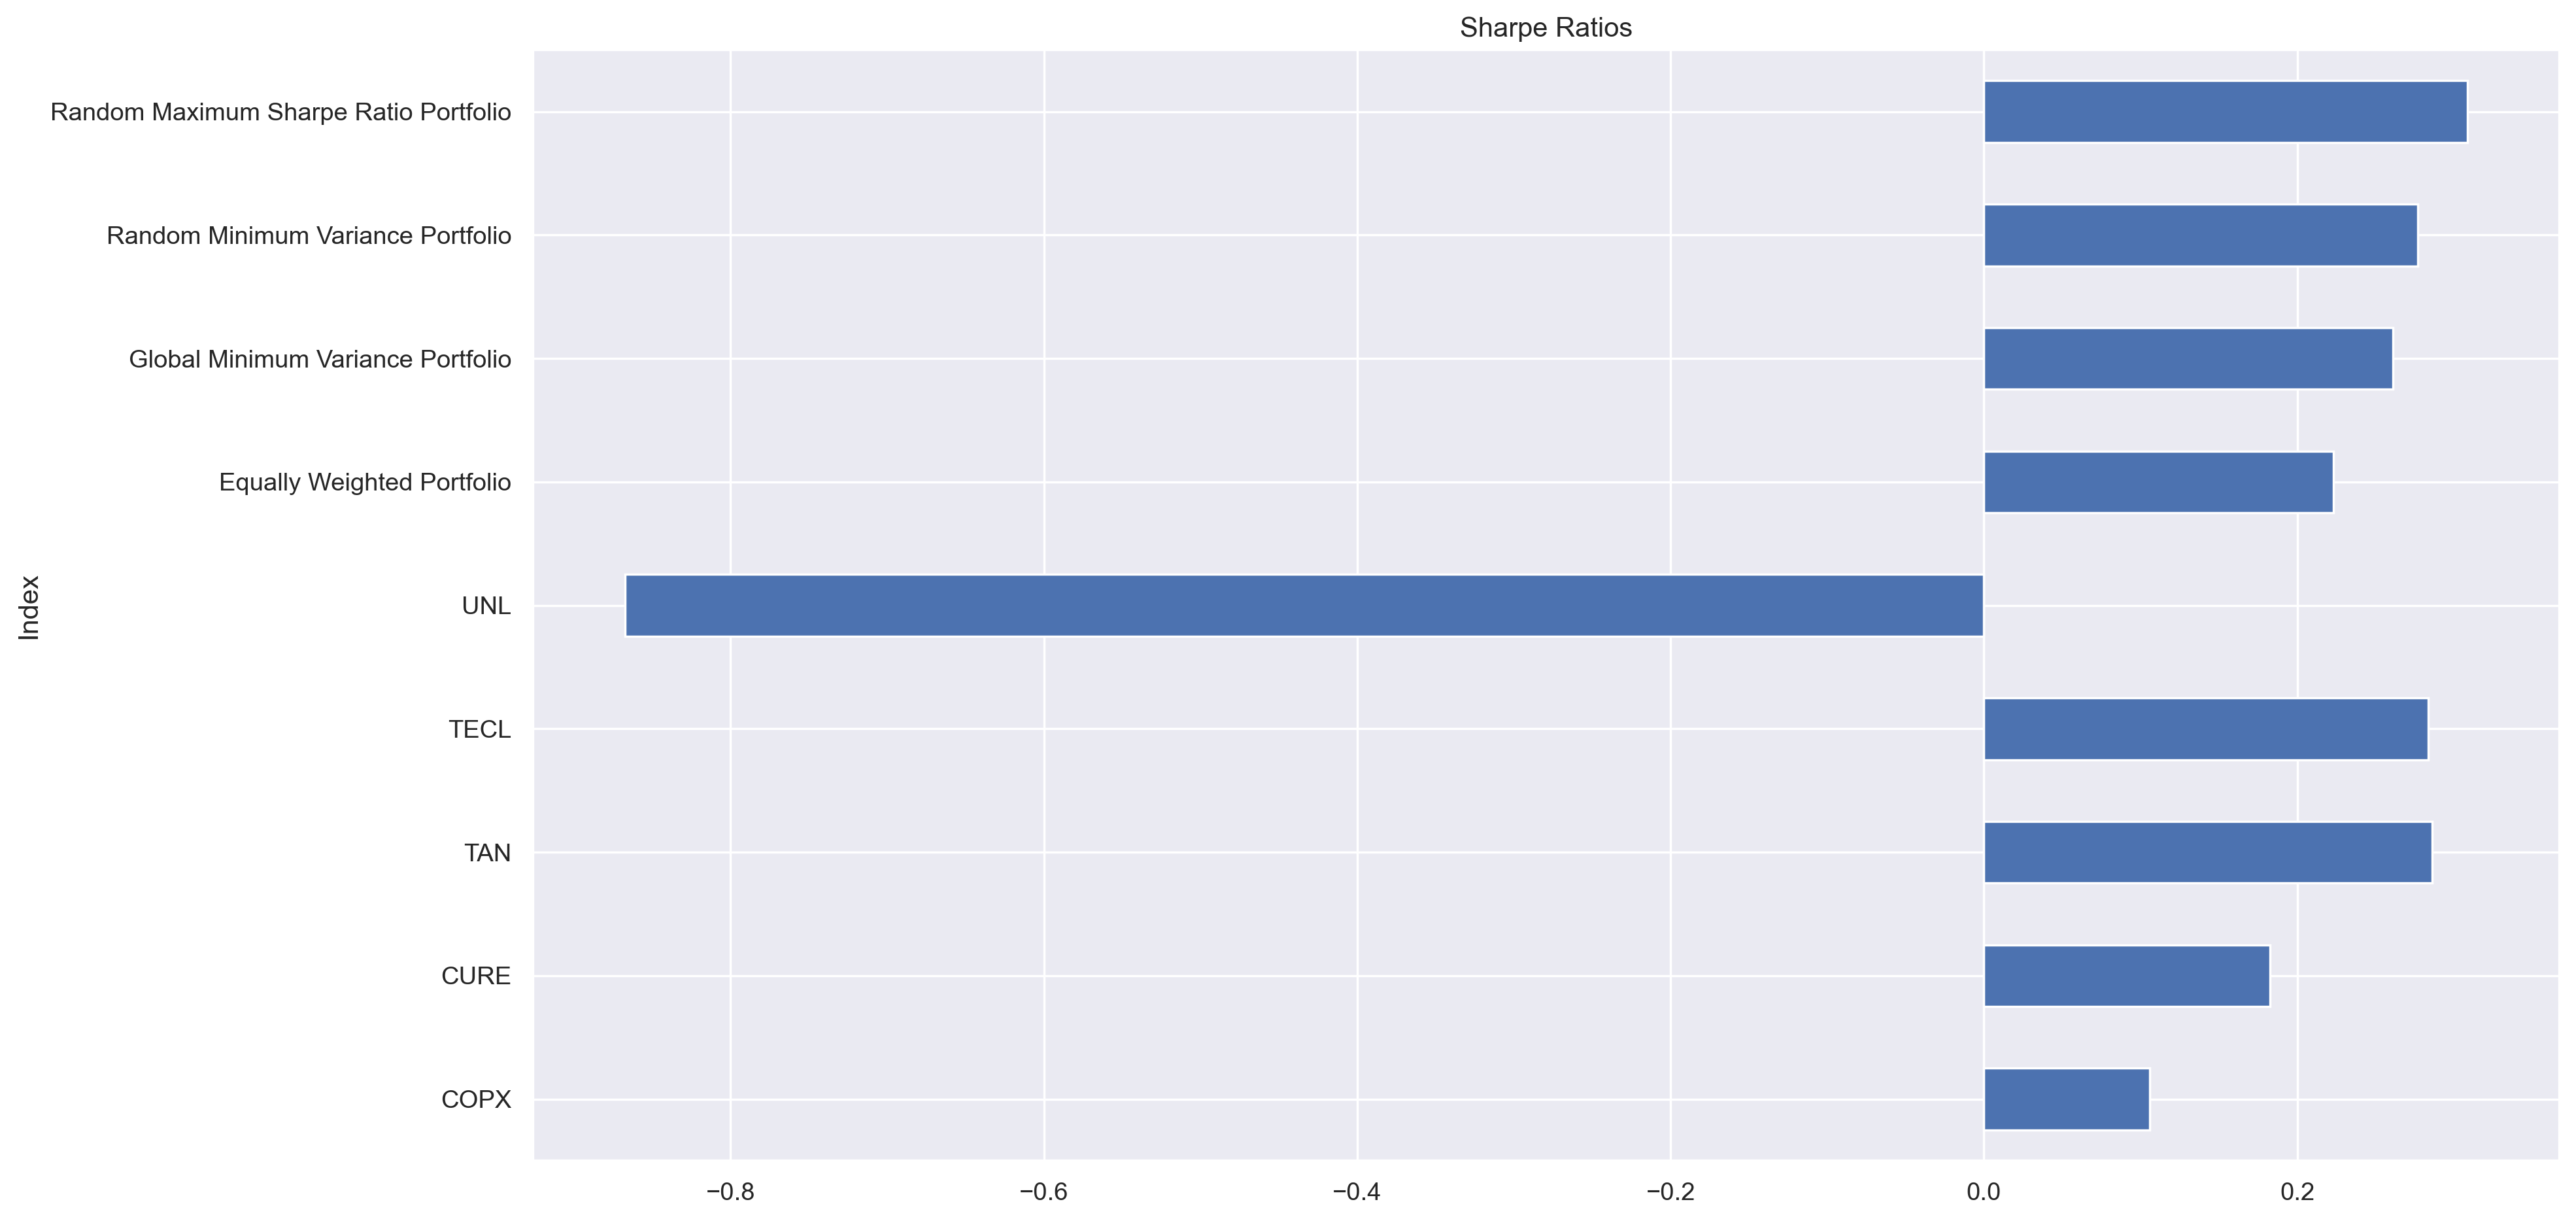 Sharpe Ratios
Random Maximum Sharpe Ratio Portfolio
Random Minimum Variance Portfolio
Global Minimum Variance Portfolio
Equally Weighted Portfolio
UNL
TECL
TAN
CURE
COPX
Index
−0.8 −0.6 −0.4 −0.2 0.0 0.2